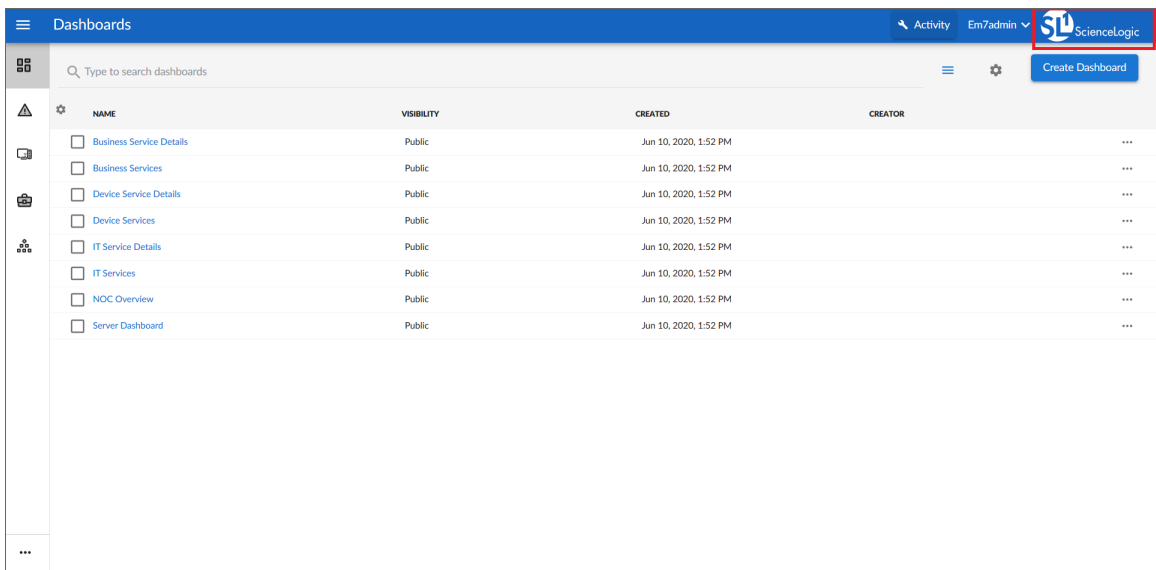 Dashboards Activity Em7admin SL1 ScienceLogic
Type to search dashboards Create Dashboard
NAME VISIBILITY CREATED CREATOR
Business Service Details Public Jun 10, 2020, 1:52 PM
Business Services Public Jun 10, 2020, 1:52 PM
Device Service Details Public Jun 10, 2020, 1:52 PM
Device Services Public Jun 10, 2020, 1:52 PM
IT Service Details Public Jun 10, 2020, 1:52 PM
IT Services Public Jun 10, 2020, 1:52 PM
NOC Overview Public Jun 10, 2020, 1:52 PM
Server Dashboard Public Jun 10, 2020, 1:52 PM